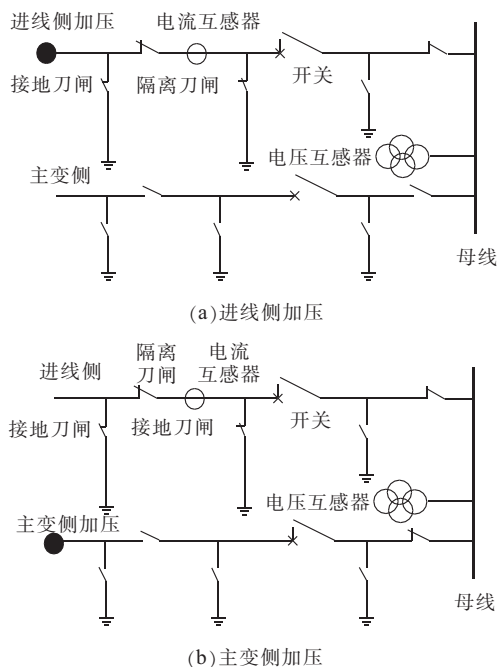 进线侧加压
电流互感器
接地刀闸
隔离刀闸
开关
电压互感器
主变侧
母线
(a)进线侧加压
隔离
刀闸
电流
互感器
进线侧
接地刀闸
接地刀闸
开关
电压互感器
主变侧加压
母线
(b)主变侧加压